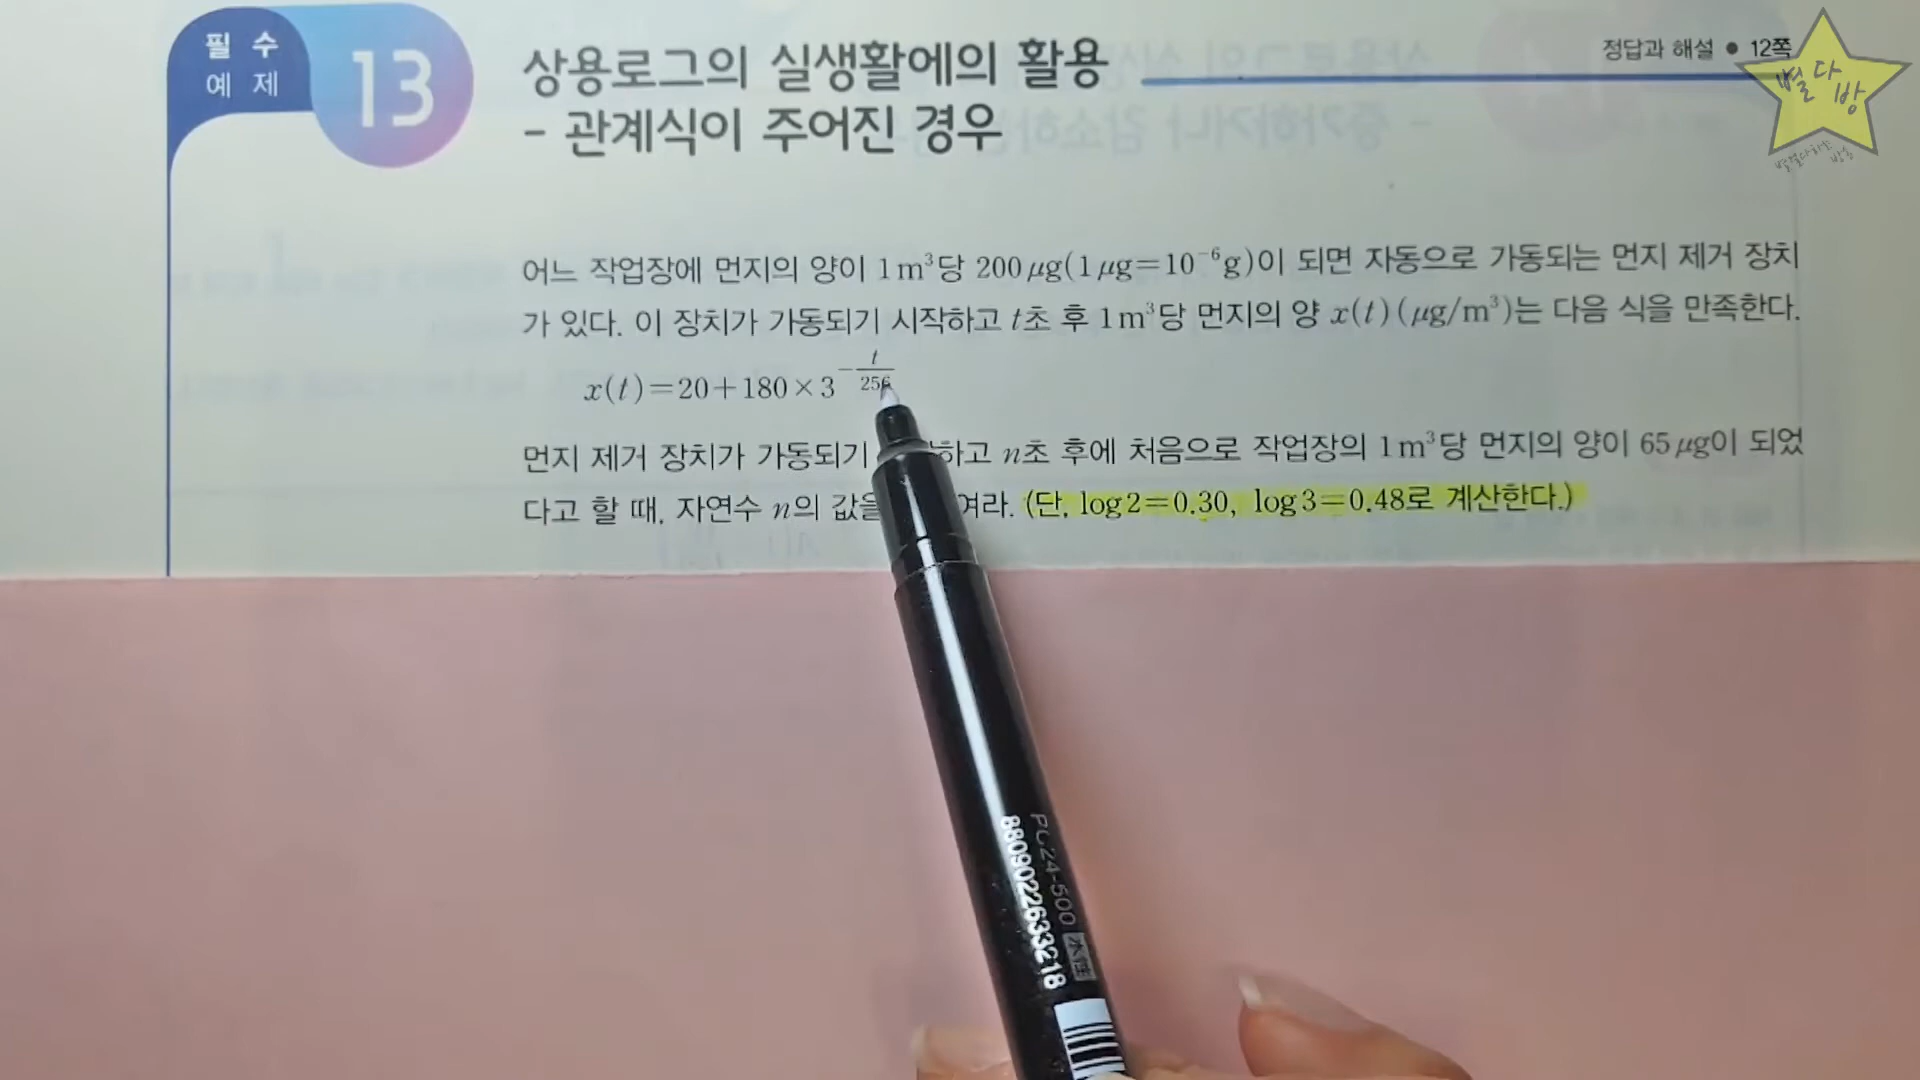 필수
예제
13
상용로그의 실생활에의 활용
- 관계식이 주어진 경우
정답과 해설 ● 12쪽
별다방
어느 작업장에 먼지의 양이 1m³당 200μg(1μg=10⁻⁶g)이 되면 자동으로 가동되는 먼지 제거 장치
가 있다. 이 장치가 가동되기 시작하고 t초 후 1m³당 먼지의 양 x(t)(μg/m³)는 다음 식을 만족한다.
x(t)=20+180×3^(-t/256)
먼지 제거 장치가 가동되기 하고 n초 후에 처음으로 작업장의 1m³당 먼지의 양이 65μg이 되었
다고 할 때, 자연수 n의 값을 여라. (단, log2=0.30, log3=0.48로 계산한다.)
PC24-500 水性
8809022633218